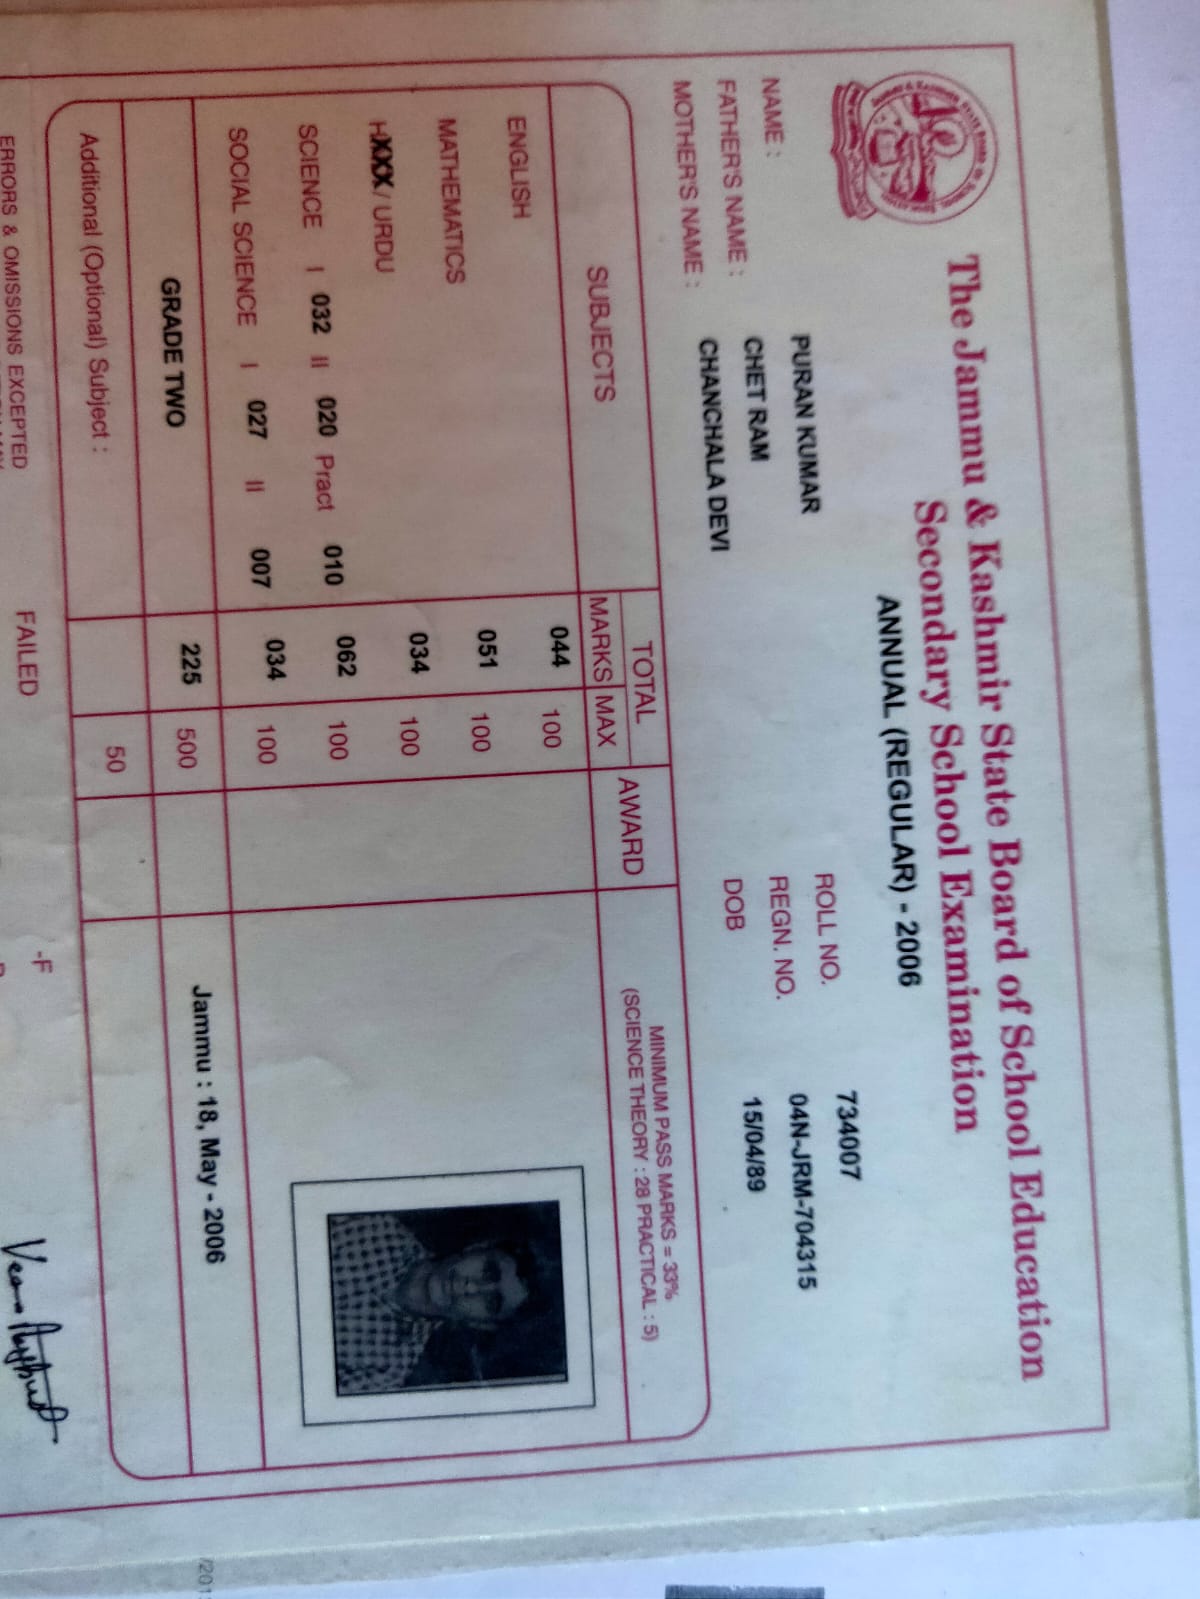 The Jammu & Kashmir State Board of School Education
Secondary School Examination
ANNUAL (REGULAR) - 2006
ROLL NO. 734007
NAME : PURAN KUMAR REGN. NO. 04N-JRM-704315
FATHER'S NAME : CHET RAM DOB 15/04/89
MOTHER'S NAME : CHANCHALA DEVI
SUBJECTS TOTAL AWARD MINIMUM PASS MARKS = 33%
MARKS MAX (SCIENCE THEORY : 28 PRACTICAL : 5)
ENGLISH 044 100
MATHEMATICS 051 100
HXXX / URDU 034 100
SCIENCE I 032 II 020 Pract 010 062 100
SOCIAL SCIENCE I 027 II 007 034 100
GRADE TWO 225 500 Jammu : 18, May - 2006
Additional (Optional) Subject : 50
ERRORS & OMISSIONS EXCEPTED FAILED -F